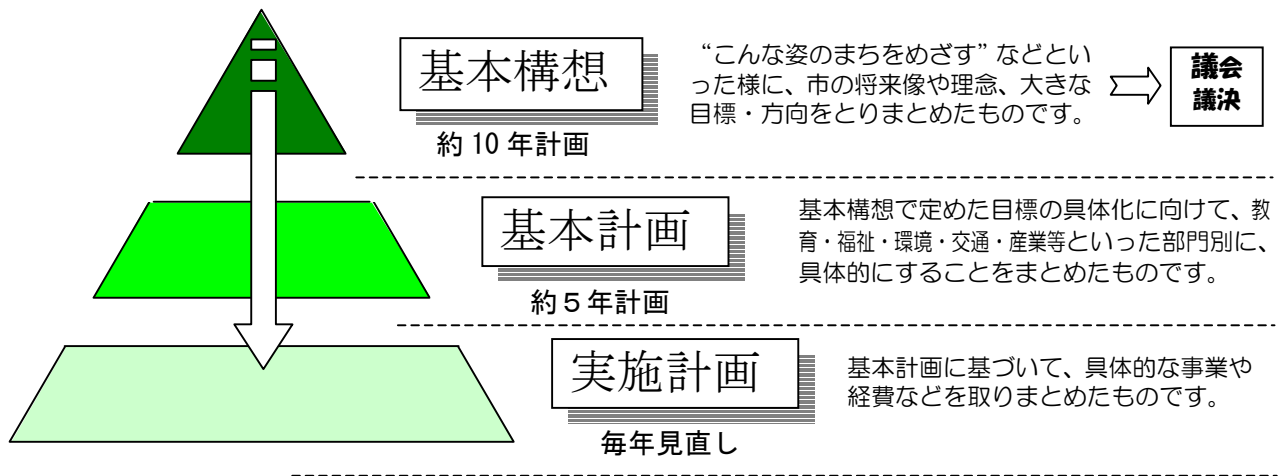 基本構想
約 10 年計画
“こんな姿のまちをめざす”などとい
った様に、市の将来像や理念、大きな
目標・方向をとりまとめたものです。
議会
議決
基本計画
約５年計画
基本構想で定めた目標の具体化に向けて、教
育・福祉・環境・交通・産業等といった部門別に、
具体的にすることをまとめたものです。
実施計画
毎年見直し
基本計画に基づいて、具体的な事業や
経費などを取りまとめたものです。